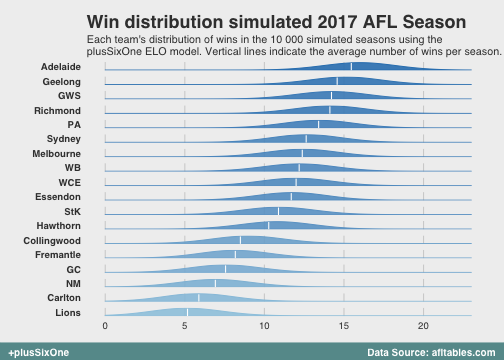 Win distribution simulated 2017 AFL Season
Each team's distribution of wins in the 10 000 simulated seasons using the
plusSixOne ELO model. Vertical lines indicate the average number of wins per season.
Adelaide
Geelong
GWS
Richmond
PA
Sydney
Melbourne
WB
WCE
Essendon
StK
Hawthorn
Collingwood
Fremantle
GC
NM
Carlton
Lions
0 5 10 15 20
+plusSixOne Data Source: afltables.com